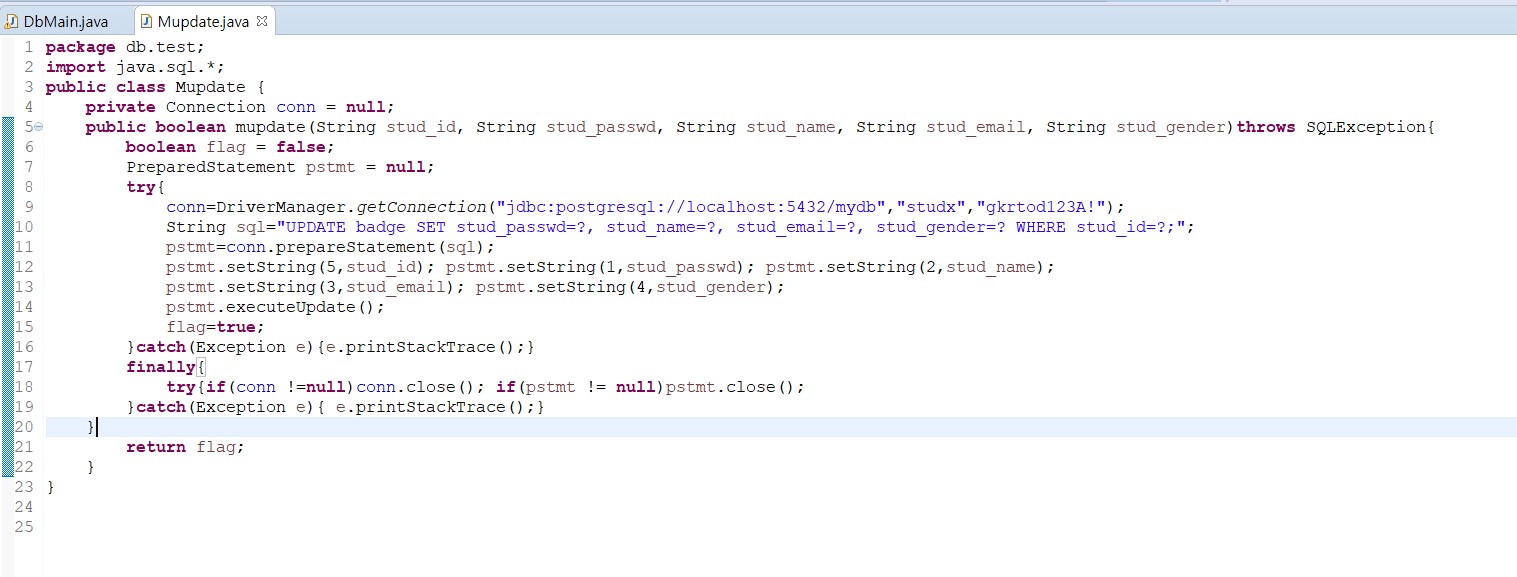 DbMain.java Mupdate.java
1 package db.test;
2 import java.sql.*;
3 public class Mupdate {
4     private Connection conn = null;
5     public boolean mupdate(String stud_id, String stud_passwd, String stud_name, String stud_email, String stud_gender)throws SQLException{
6         boolean flag = false;
7         PreparedStatement pstmt = null;
8         try{
9             conn=DriverManager.getConnection("jdbc:postgresql://localhost:5432/mydb","studx","gkrtod123A!");
10             String sql="UPDATE badge SET stud_passwd=?, stud_name=?, stud_email=?, stud_gender=? WHERE stud_id=?;";
11             pstmt=conn.prepareStatement(sql);
12             pstmt.setString(5,stud_id); pstmt.setString(1,stud_passwd); pstmt.setString(2,stud_name);
13             pstmt.setString(3,stud_email); pstmt.setString(4,stud_gender);
14             pstmt.executeUpdate();
15             flag=true;
16         }catch(Exception e){e.printStackTrace();}
17         finally{
18             try{if(conn !=null)conn.close(); if(pstmt != null)pstmt.close();
19         }catch(Exception e){ e.printStackTrace();}
20     }
21         return flag;
22     }
23 }
24
25